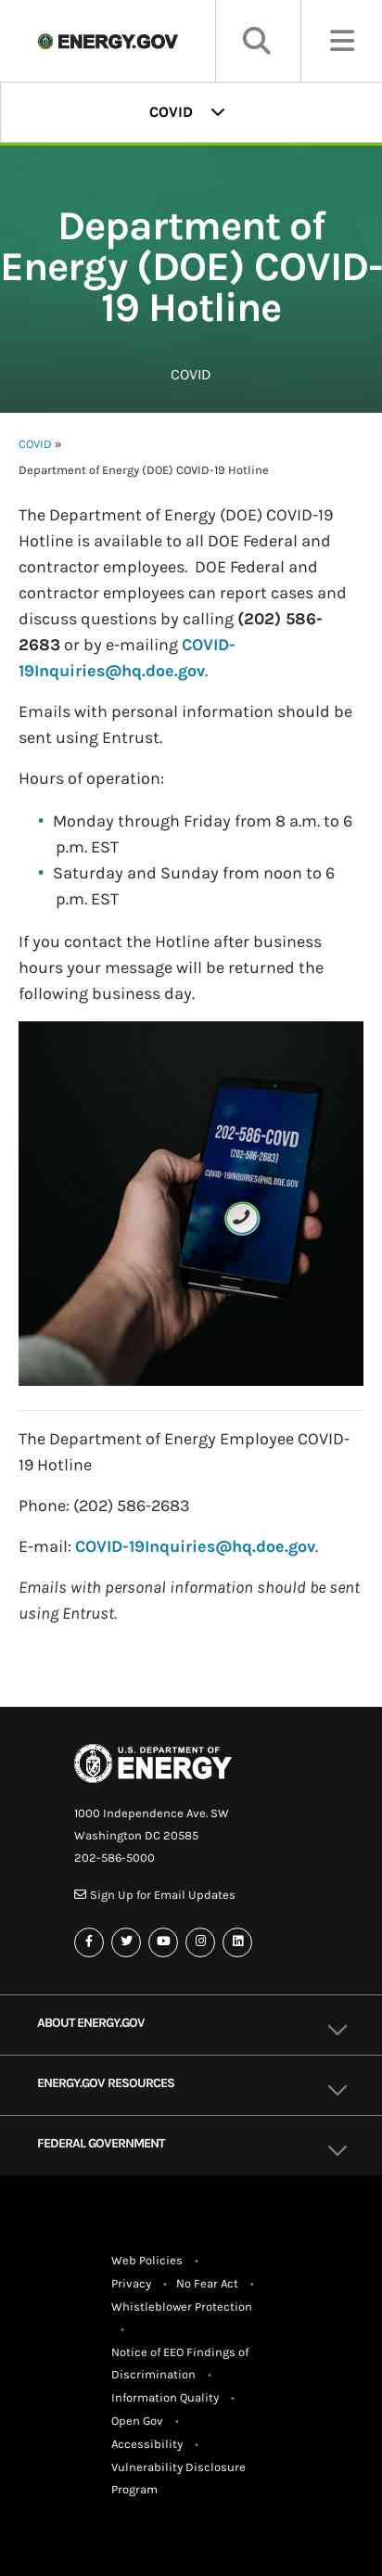 ENERGY.GOV
COVID
Department of
Energy (DOE) COVID-
19 Hotline
COVID
COVID »
Department of Energy (DOE) COVID-19 Hotline
The Department of Energy (DOE) COVID-19
Hotline is available to all DOE Federal and
contractor employees.  DOE Federal and
contractor employees can report cases and
discuss questions by calling (202) 586-
2683 or by e-mailing COVID-
19Inquiries@hq.doe.gov.
Emails with personal information should be
sent using Entrust.
Hours of operation:
• Monday through Friday from 8 a.m. to 6
p.m. EST
• Saturday and Sunday from noon to 6
p.m. EST
If you contact the Hotline after business
hours your message will be returned the
following business day.
202-586-COVD
(202-586-2683)
COVID-19INQUIRIES@HQ.DOE.GOV
The Department of Energy Employee COVID-
19 Hotline
Phone: (202) 586-2683
E-mail: COVID-19Inquiries@hq.doe.gov.
Emails with personal information should be sent
using Entrust.
U.S. DEPARTMENT OF
ENERGY
1000 Independence Ave. SW
Washington DC 20585
202-586-5000
Sign Up for Email Updates
ABOUT ENERGY.GOV
ENERGY.GOV RESOURCES
FEDERAL GOVERNMENT
Web Policies •
Privacy • No Fear Act •
Whistleblower Protection
•
Notice of EEO Findings of
Discrimination •
Information Quality •
Open Gov •
Accessibility •
Vulnerability Disclosure
Program